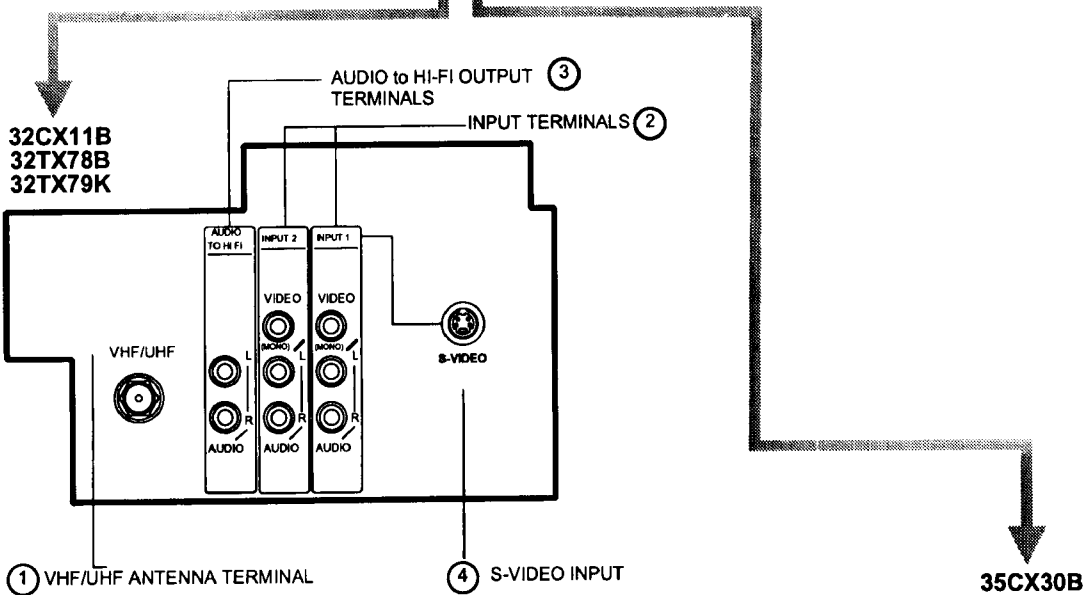 AUDIO to HI-FI OUTPUT 3
TERMINALS
INPUT TERMINALS 2
32CX11B
32TX78B
32TX79K
AUDIO
TO HI FI
INPUT 2
INPUT 1
VIDEO
VIDEO
(MONO)
(MONO)
L
L
L
S-VIDEO
VHF/UHF
R
R
R
AUDIO
AUDIO
AUDIO
1 VHF/UHF ANTENNA TERMINAL
4 S-VIDEO INPUT
35CX30B